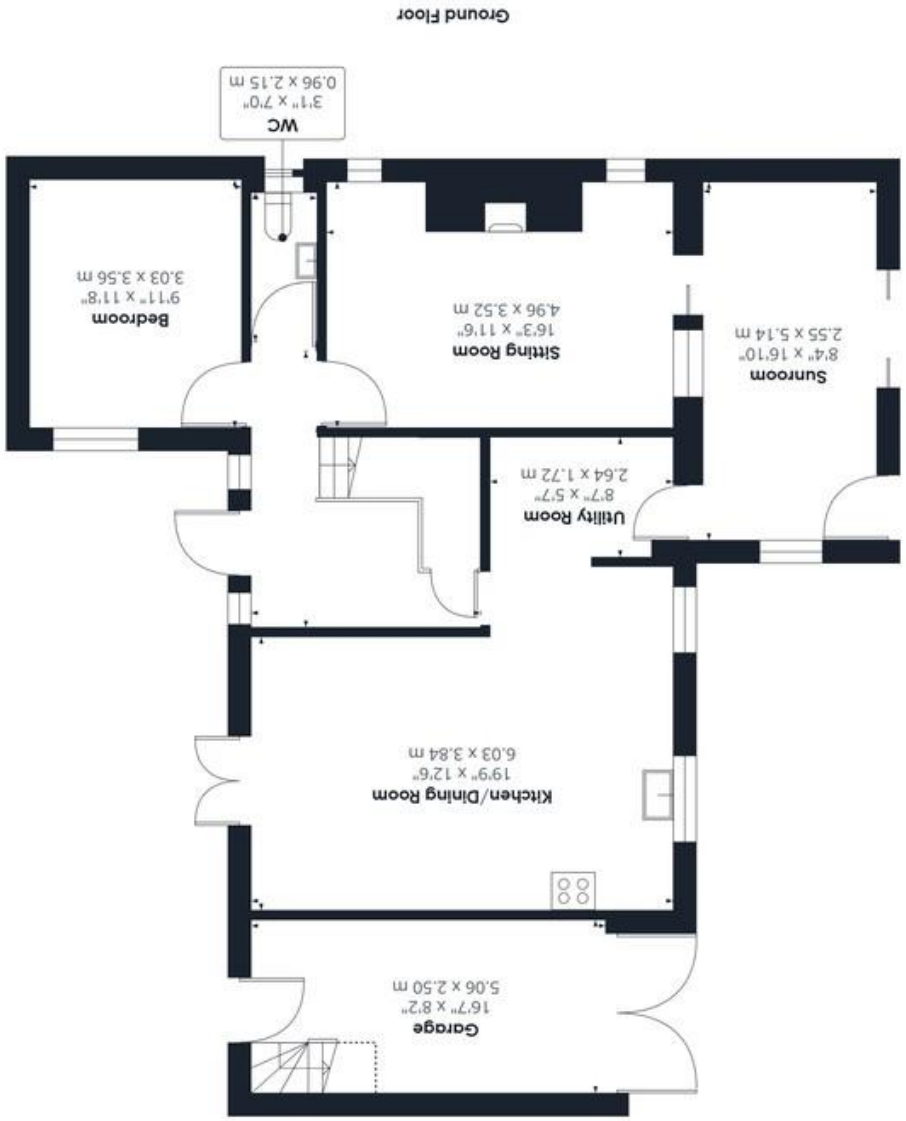 Garage
16'7" x 8'2"
5.06 x 2.50 m
Kitchen/Dining Room
19'9" x 12'6"
6.03 x 3.84 m
Utility Room
8'7" x 5'7"
2.64 x 1.72 m
Sunroom
8'4" x 16'10"
2.55 x 5.14 m
Sitting Room
16'3" x 11'6"
4.96 x 3.52 m
Bedroom
9'11" x 11'8"
3.03 x 3.56 m
WC
3'1" x 7'0"
0.96 x 2.15 m
Ground Floor